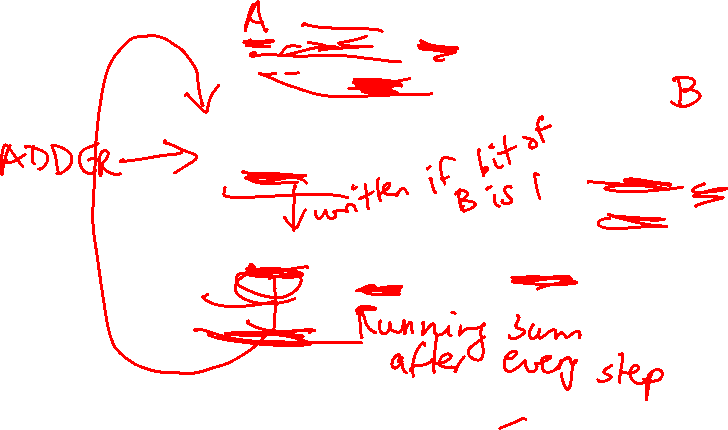 A
B
ADDER
written if bit of
B is 1
running sum
after every step